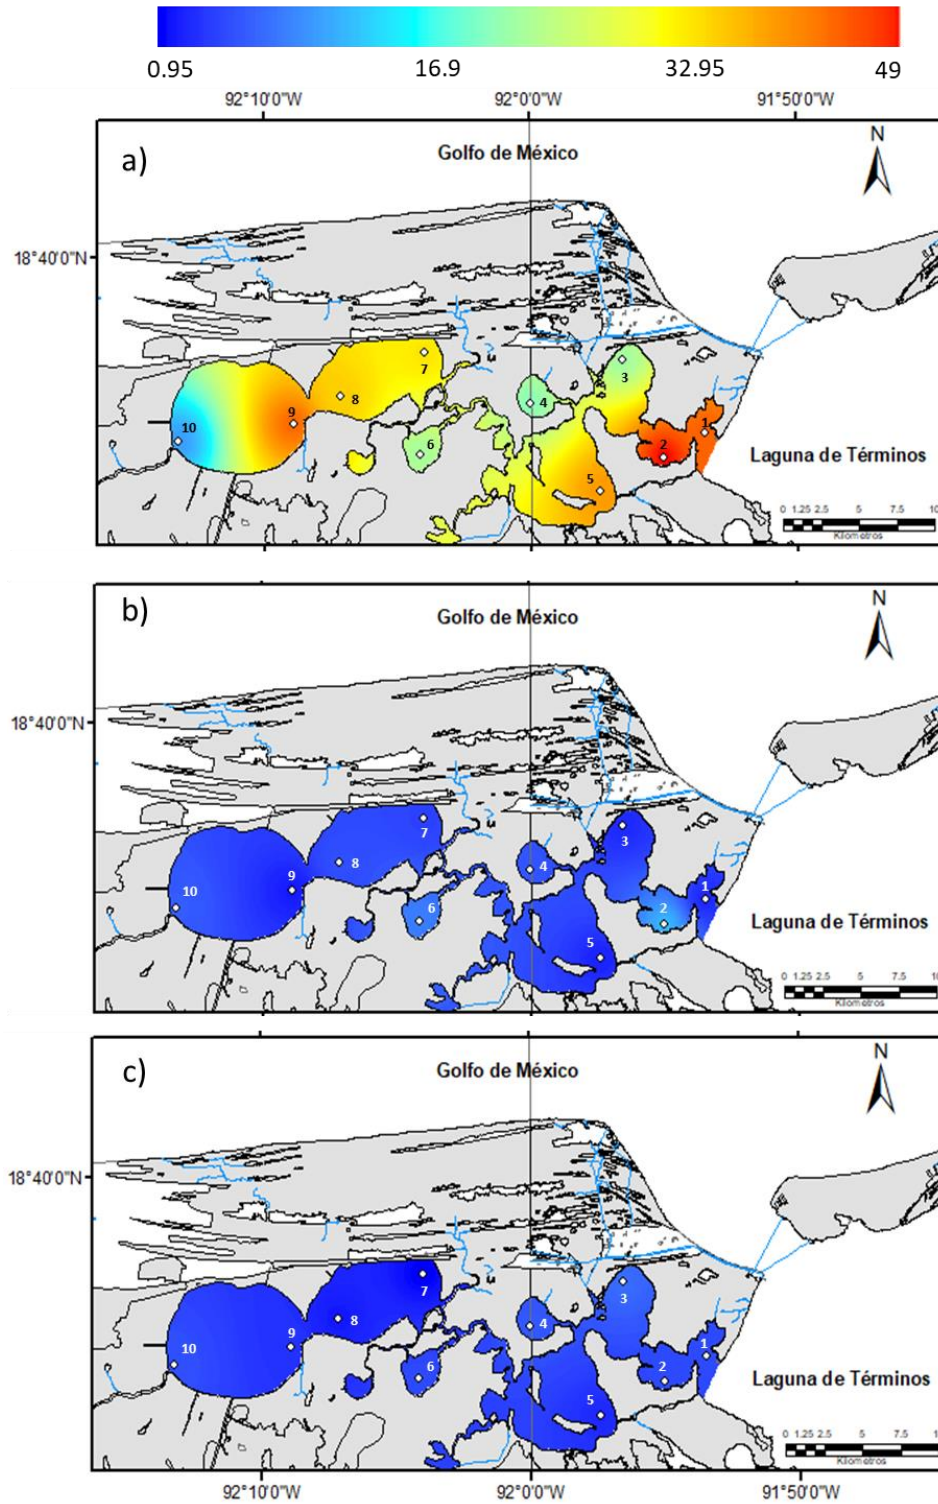 0.95 16.9 32.95 49
92°10'0"W 92°0'0"W 91°50'0"W
a)
Golfo de México
N
18°40'0"N
7
3
8
4
9
1
10
6
2
Laguna de Términos
5
0 1.25 2.5 5 7.5 10
Kilometros
b)
Golfo de México
N
18°40'0"N
7
3
8
4
9
1
10
6
2
Laguna de Términos
5
0 1.25 2.5 5 7.5 10
Kilometros
c)
Golfo de México
N
18°40'0"N
7
3
8
4
9
1
10
6
2
Laguna de Términos
5
0 1.25 2.5 5 7.5 1
Kilometros
92°10'0"W 92°0'0"W 91°50'0"W